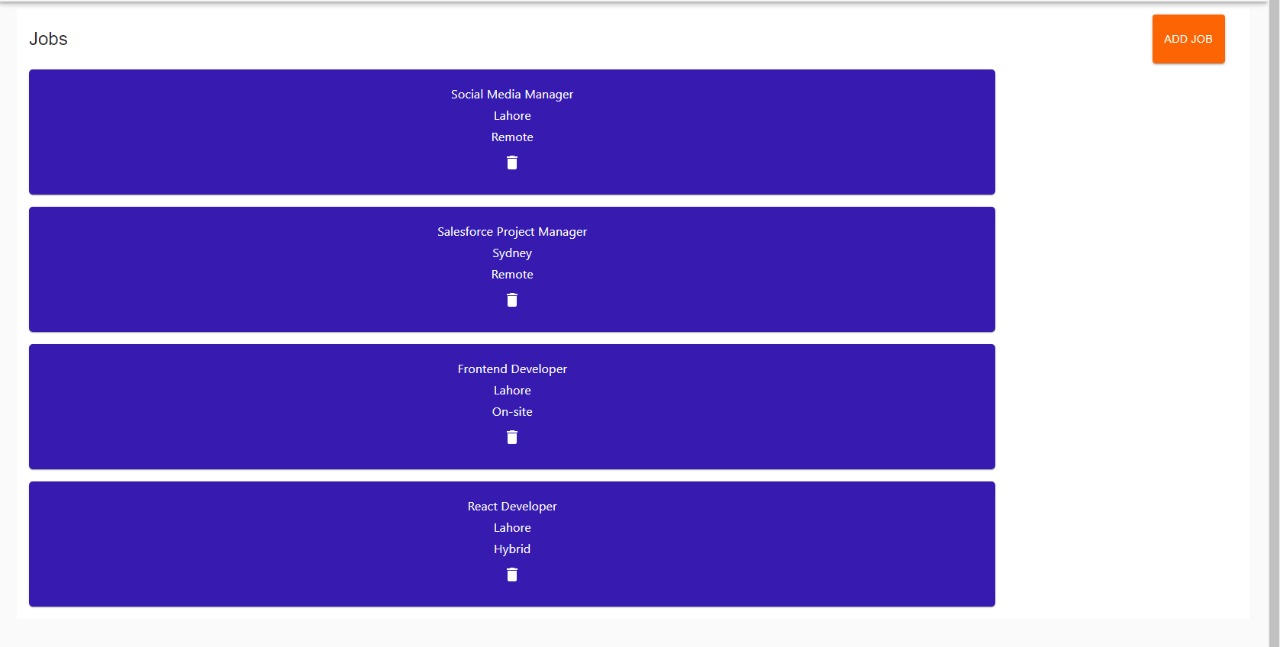 Jobs
ADD JOB
Social Media Manager
Lahore
Remote
Salesforce Project Manager
Sydney
Remote
Frontend Developer
Lahore
On-site
React Developer
Lahore
Hybrid